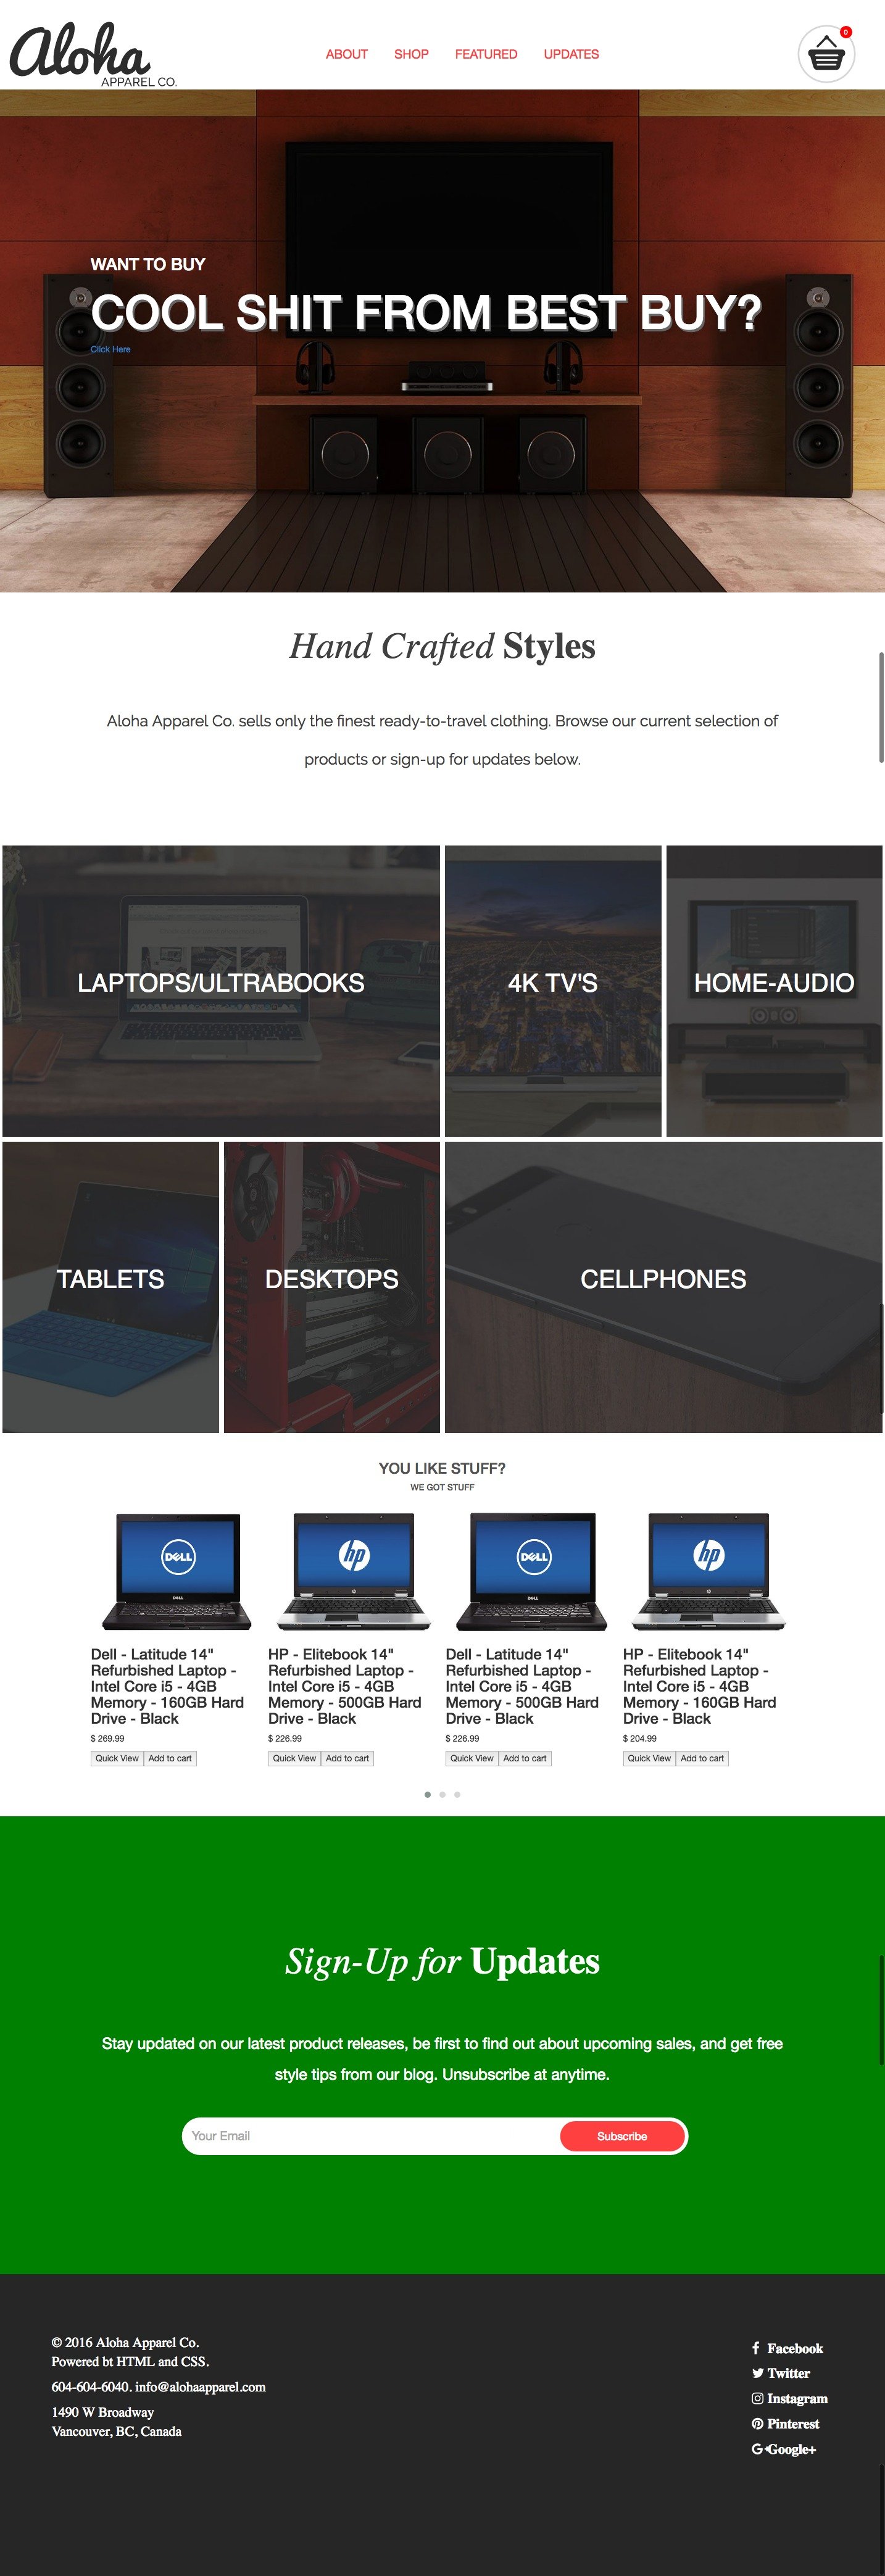 Aloha
APPAREL CO.
ABOUT SHOP FEATURED UPDATES
0
WANT TO BUY
COOL SHIT FROM BEST BUY?
Click Here
Hand Crafted Styles
Aloha Apparel Co. sells only the finest ready-to-travel clothing. Browse our current selection of
products or sign-up for updates below.
LAPTOPS/ULTRABOOKS
4K TV'S
HOME-AUDIO
TABLETS
DESKTOPS
CELLPHONES
YOU LIKE STUFF?
WE GOT STUFF
DELL
DELL
hp
DELL
DELL
hp
Dell - Latitude 14"
Refurbished Laptop -
Intel Core i5 - 4GB
Memory - 160GB Hard
Drive - Black
$ 269.99
Quick View Add to cart
HP - Elitebook 14"
Refurbished Laptop -
Intel Core i5 - 4GB
Memory - 500GB Hard
Drive - Black
$ 226.99
Quick View Add to cart
Dell - Latitude 14"
Refurbished Laptop -
Intel Core i5 - 4GB
Memory - 500GB Hard
Drive - Black
$ 226.99
Quick View Add to cart
HP - Elitebook 14"
Refurbished Laptop -
Intel Core i5 - 4GB
Memory - 160GB Hard
Drive - Black
$ 204.99
Quick View Add to cart
Sign-Up for Updates
Stay updated on our latest product releases, be first to find out about upcoming sales, and get free
style tips from our blog. Unsubscribe at anytime.
Your Email
Subscribe
© 2016 Aloha Apparel Co.
Powered bt HTML and CSS.
604-604-6040. info@alohaapparel.com
1490 W Broadway
Vancouver, BC, Canada
Facebook
Twitter
Instagram
Pinterest
Google+